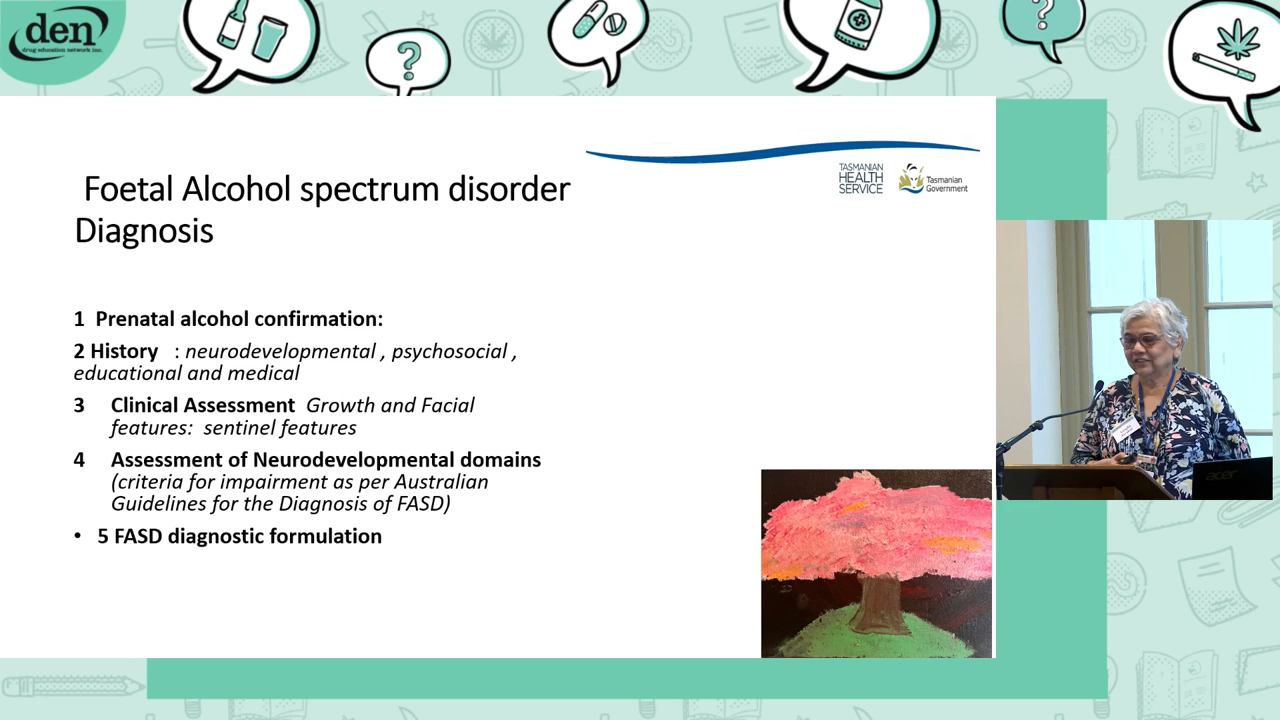 den
drug education network inc.
TASMANIAN
HEALTH
SERVICE
Tasmanian
Government
Foetal Alcohol spectrum disorder
Diagnosis
1 Prenatal alcohol confirmation:
2 History : neurodevelopmental , psychosocial ,
educational and medical
3 Clinical Assessment Growth and Facial
features: sentinel features
4 Assessment of Neurodevelopmental domains
(criteria for impairment as per Australian
Guidelines for the Diagnosis of FASD)
• 5 FASD diagnostic formulation
acer